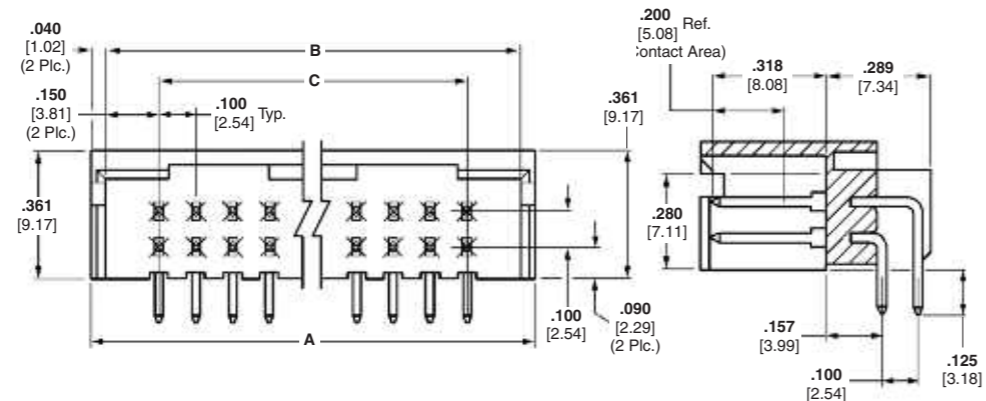 .040
[1.02]
(2 Plc.)
B
C
.150
[3.81]
(2 Plc.)
.100
[2.54] Typ.
.361
[9.17]
.361
[9.17]
A
.100
[2.54]
.090
[2.29]
(2 Plc.)
.200
[5.08] Ref.
Contact Area)
.318
[8.08]
.289
[7.34]
.280
[7.11]
.157
[3.99]
.100
[2.54]
.125
[3.18]